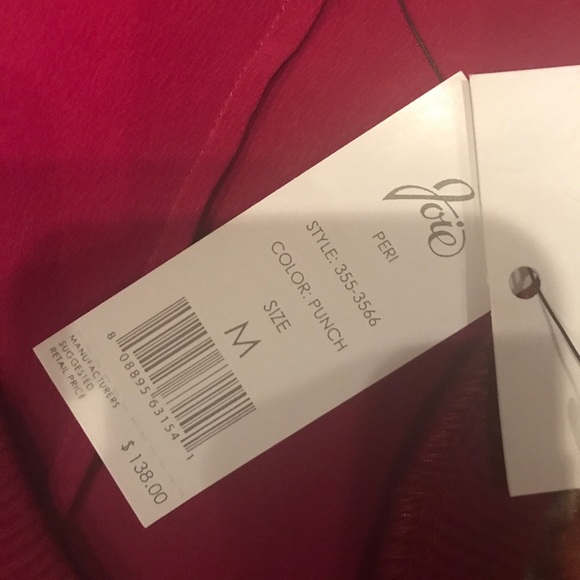 Joie
PERI
STYLE: 355-3566
COLOR: PUNCH
SIZE
M
8 08895 63154 1
MANUFACTURERS
SUGGESTED
RETAIL PRICE
$ 138.00